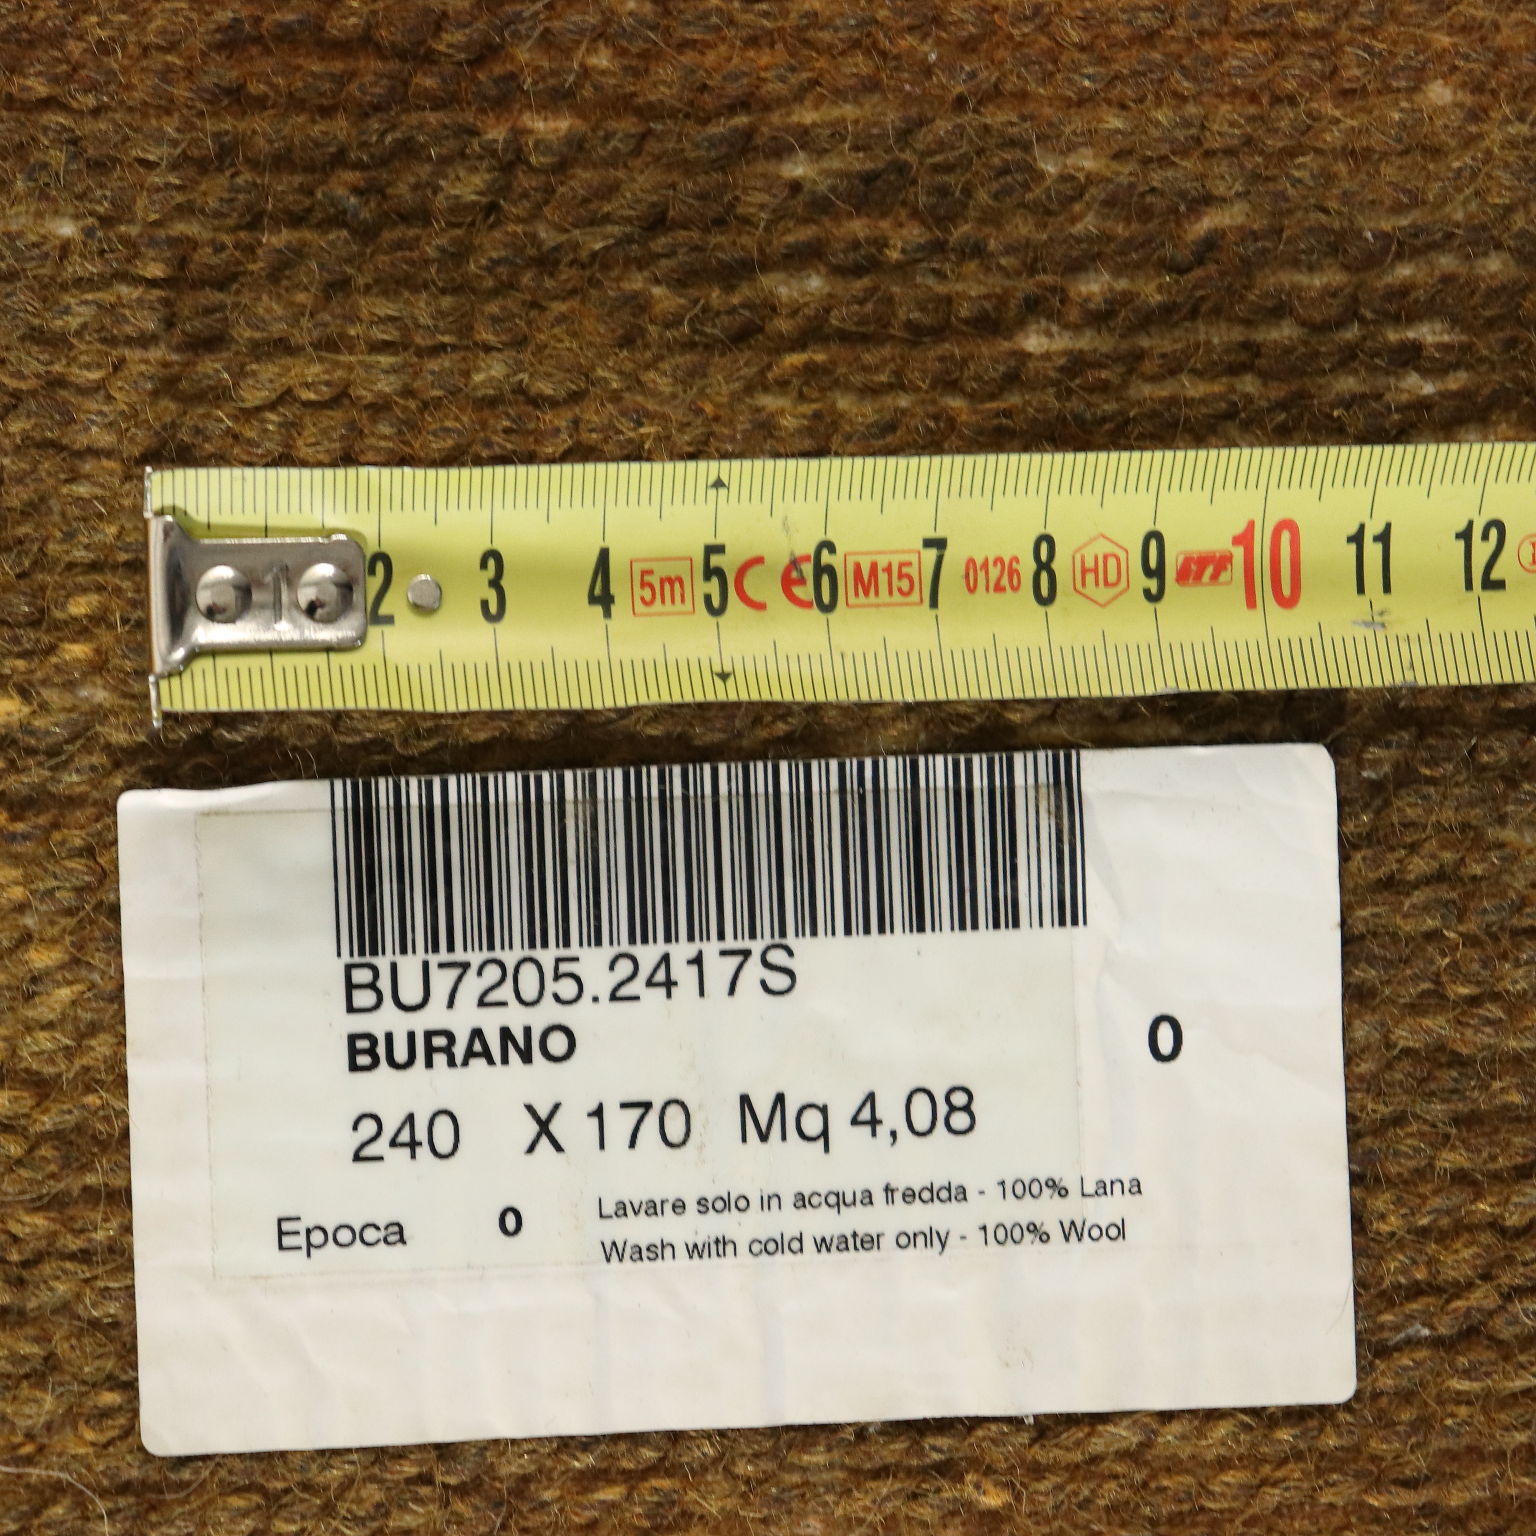 2 3 4 5m 5 CE 6 M15 7 0126 8 HD 9 10 11 12
BU7205.2417S
BURANO
0
240 X 170 Mq 4,08
Epoca 0
Lavare solo in acqua fredda - 100% Lana
Wash with cold water only - 100% Wool